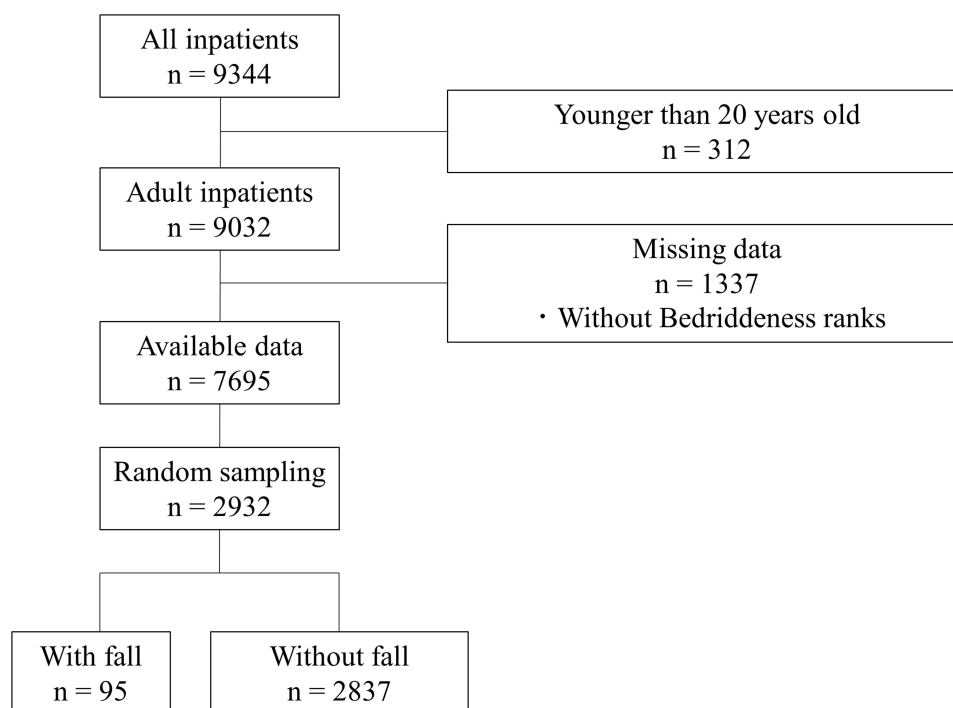 All inpatients
n = 9344
Younger than 20 years old
n = 312
Adult inpatients
n = 9032
Missing data
n = 1337
・Without Bedriddeness ranks
Available data
n = 7695
Random sampling
n = 2932
With fall
n = 95
Without fall
n = 2837